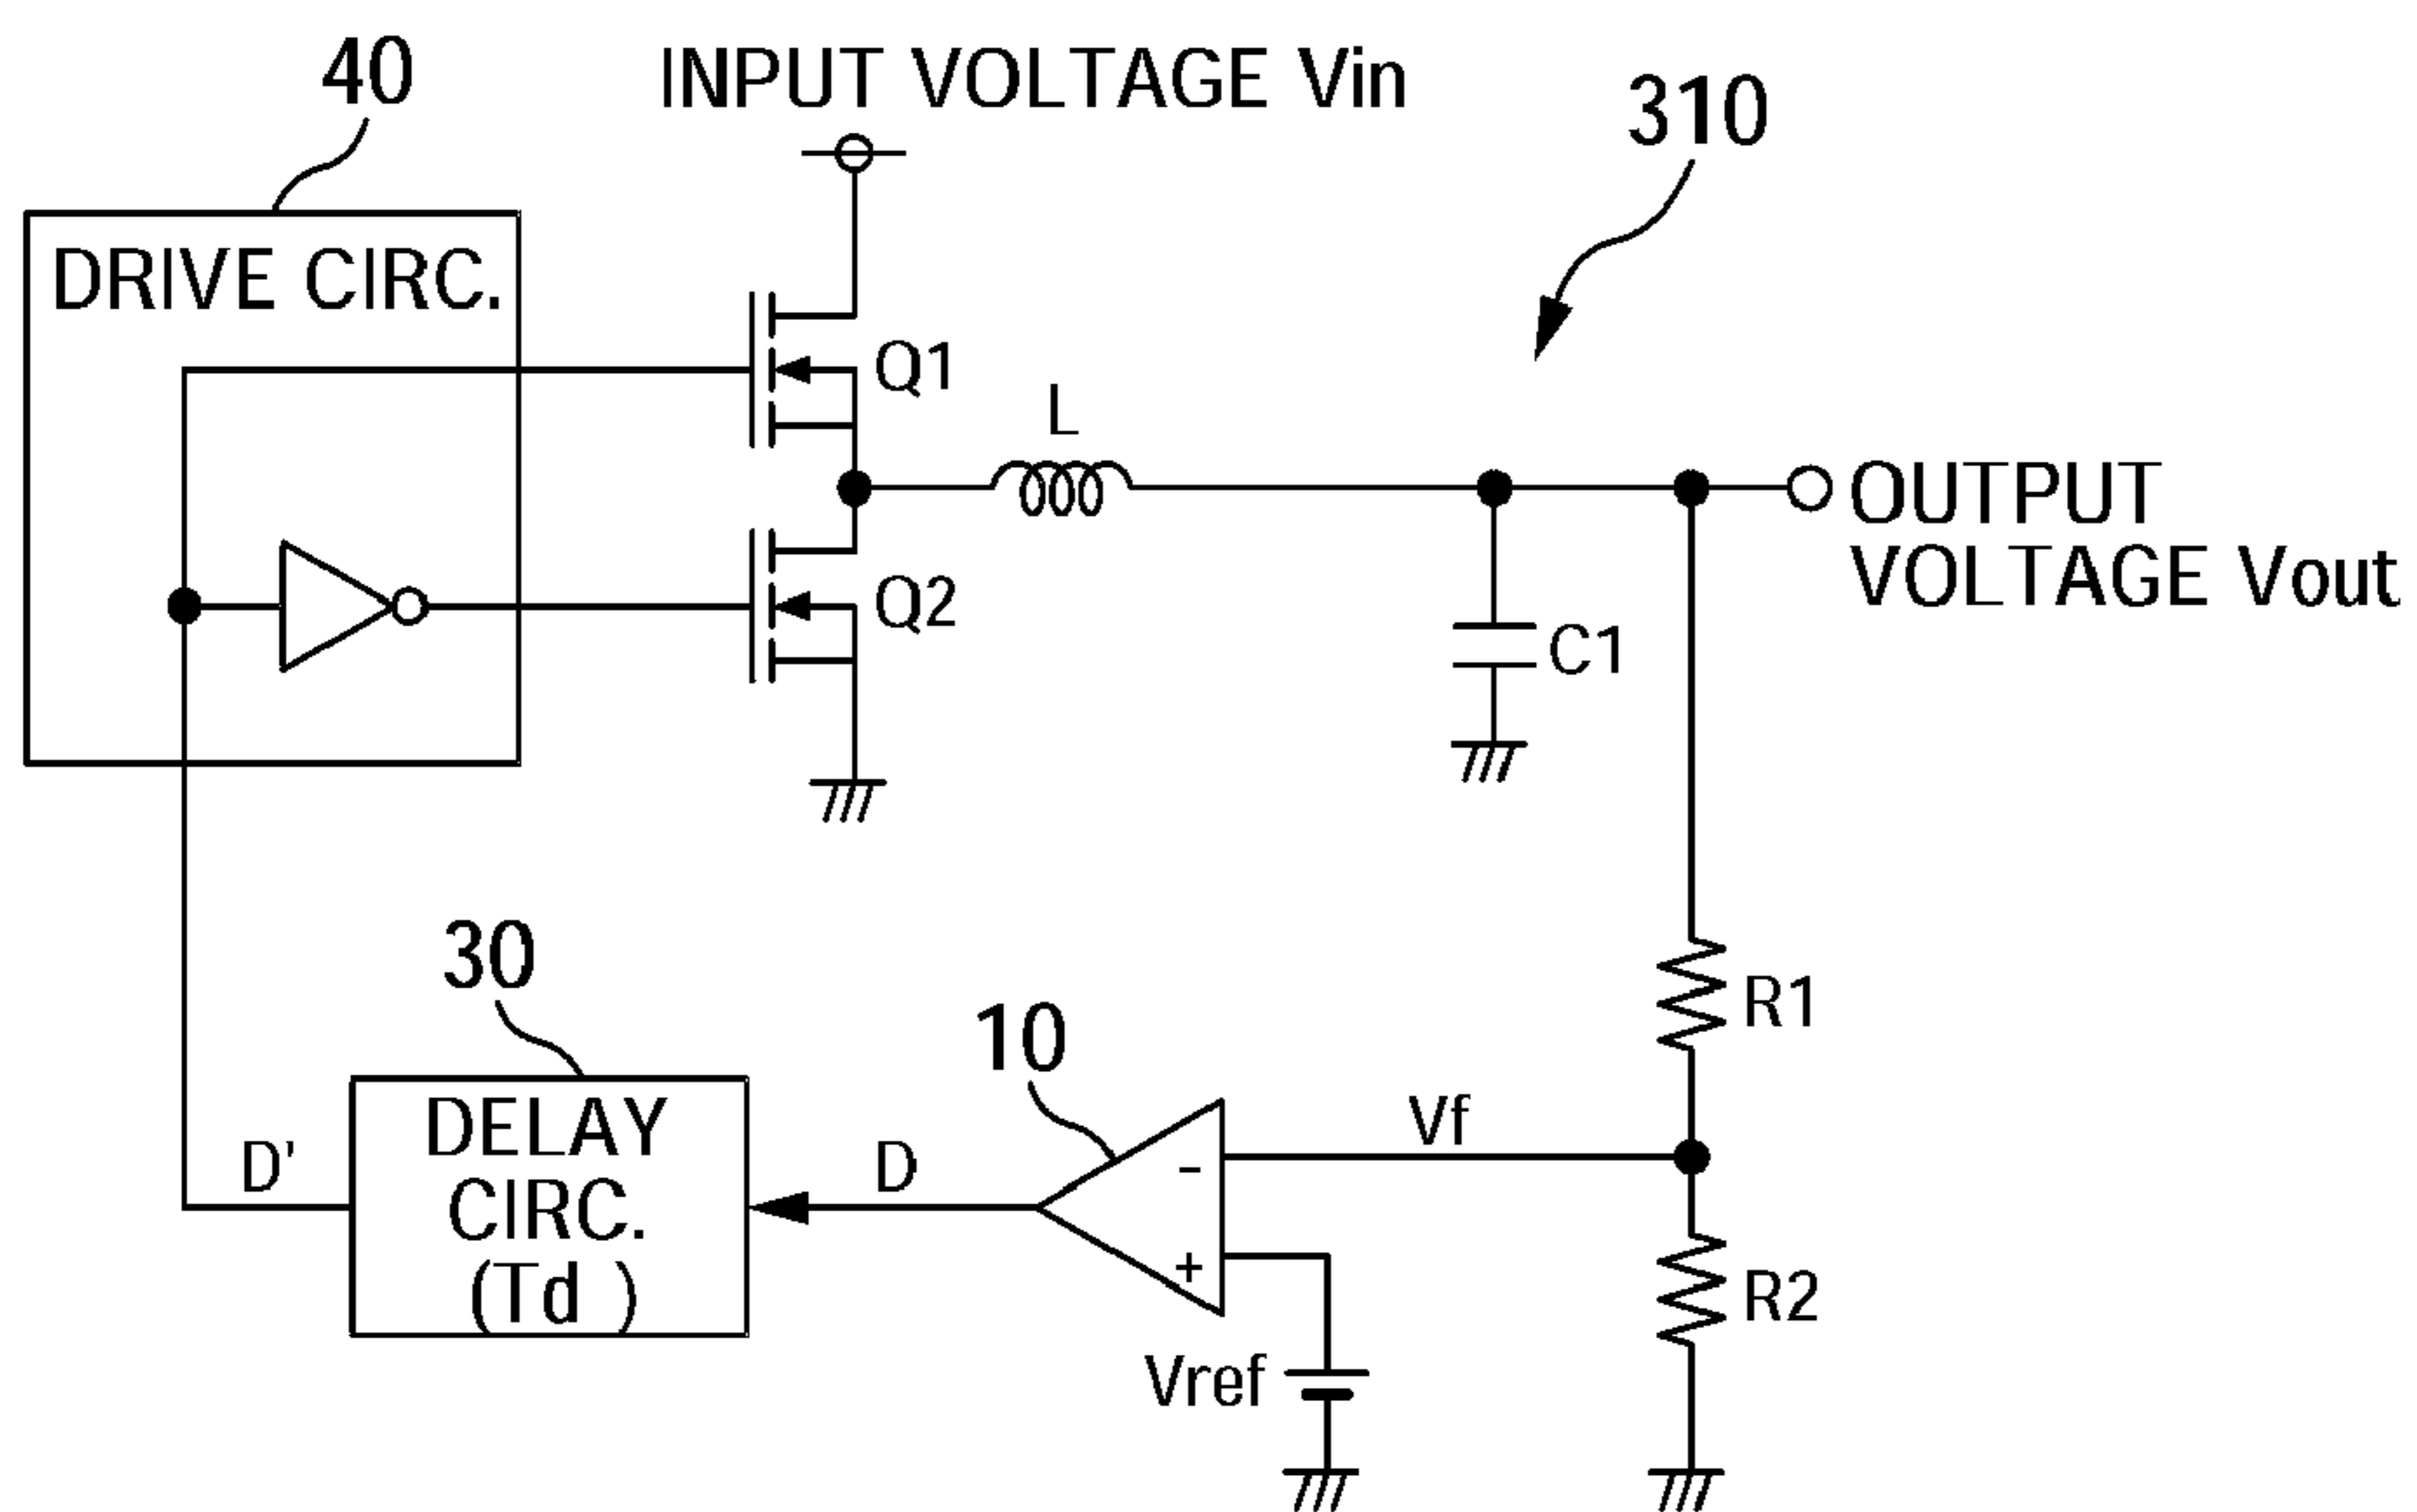 40
INPUT VOLTAGE Vin
310
DRIVE CIRC.
Q1
L
OUTPUT
VOLTAGE Vout
Q2
C1
30
R1
10
DELAY
CIRC.
(Td )
D'
D
Vf
-
+
R2
Vref